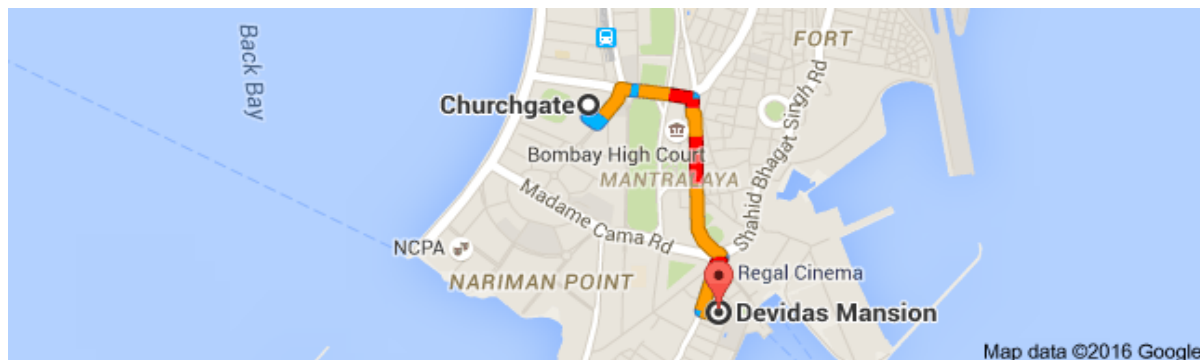 Back Bay
FORT
Churchgate
Shahid Bhagat Singh Rd
Bombay High Court
MANTRALAYA
Madame Cama Rd
NCPA
NARIMAN POINT
Regal Cinema
Devidas Mansion
Map data ©2016 Google